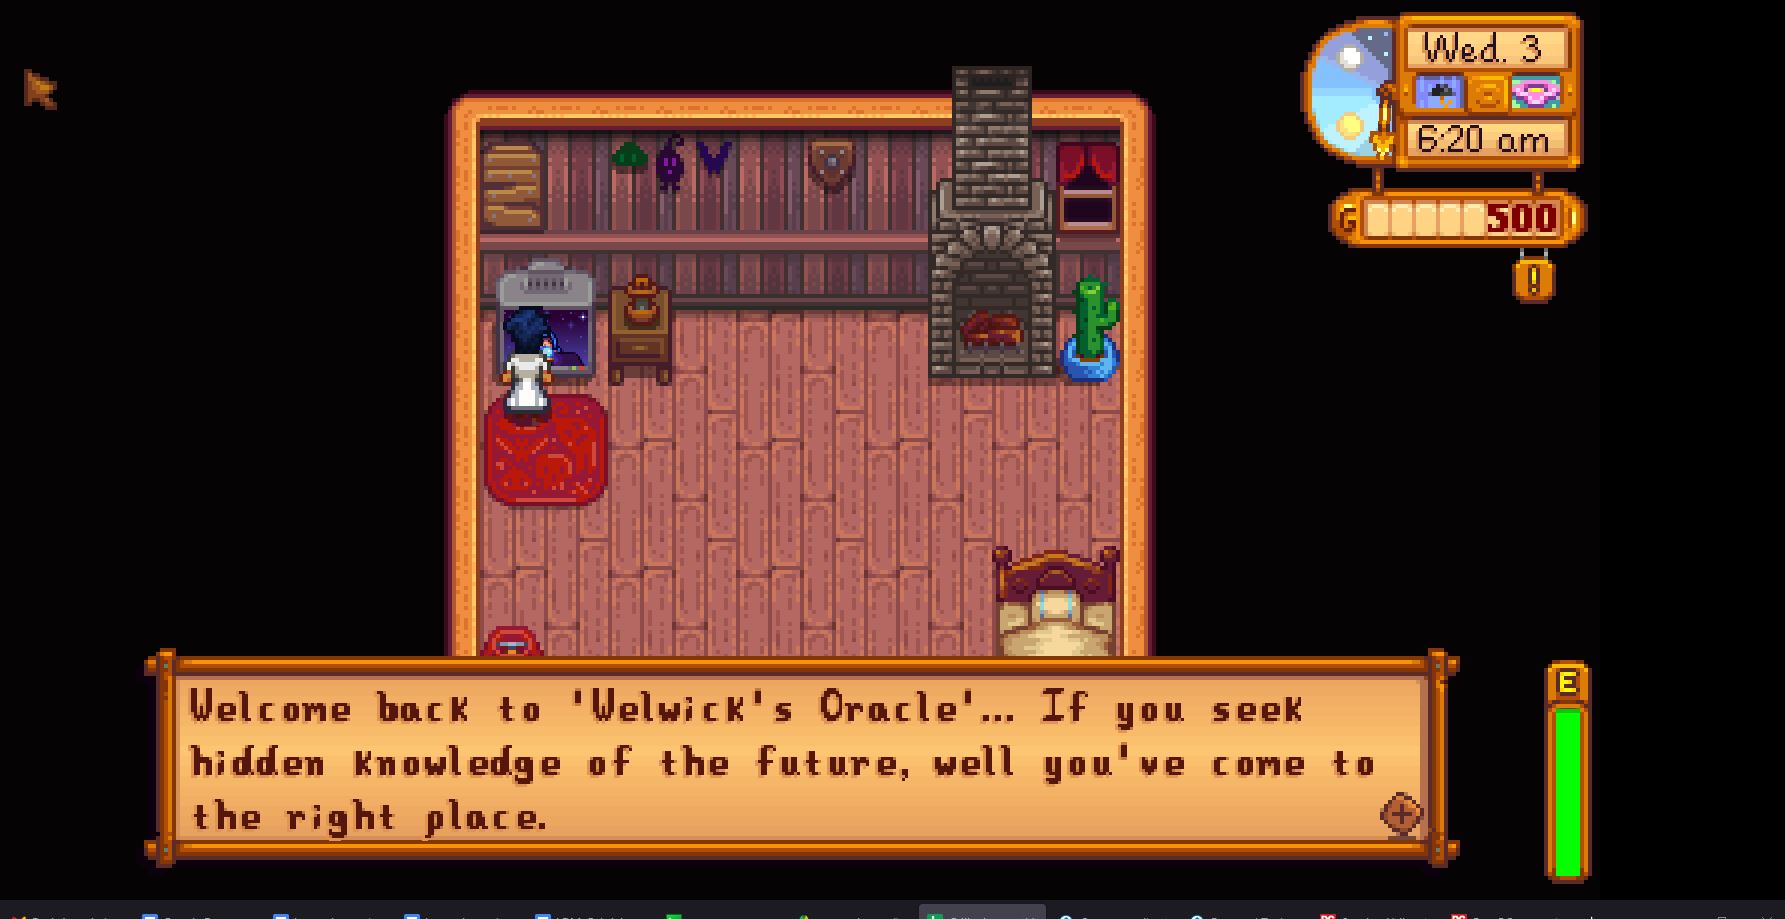 Wed. 3
6:20 am
500
!
Welcome back to 'Welwick's Oracle'... If you seek
hidden knowledge of the future, well you've come to
the right place.
E